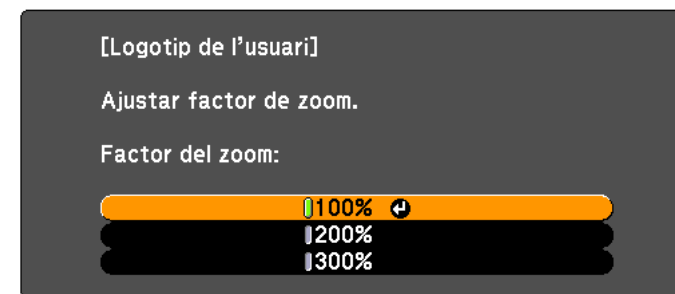 [Logotip de l'usuari]
Ajustar factor de zoom.
Factor del zoom:
100%
200%
300%